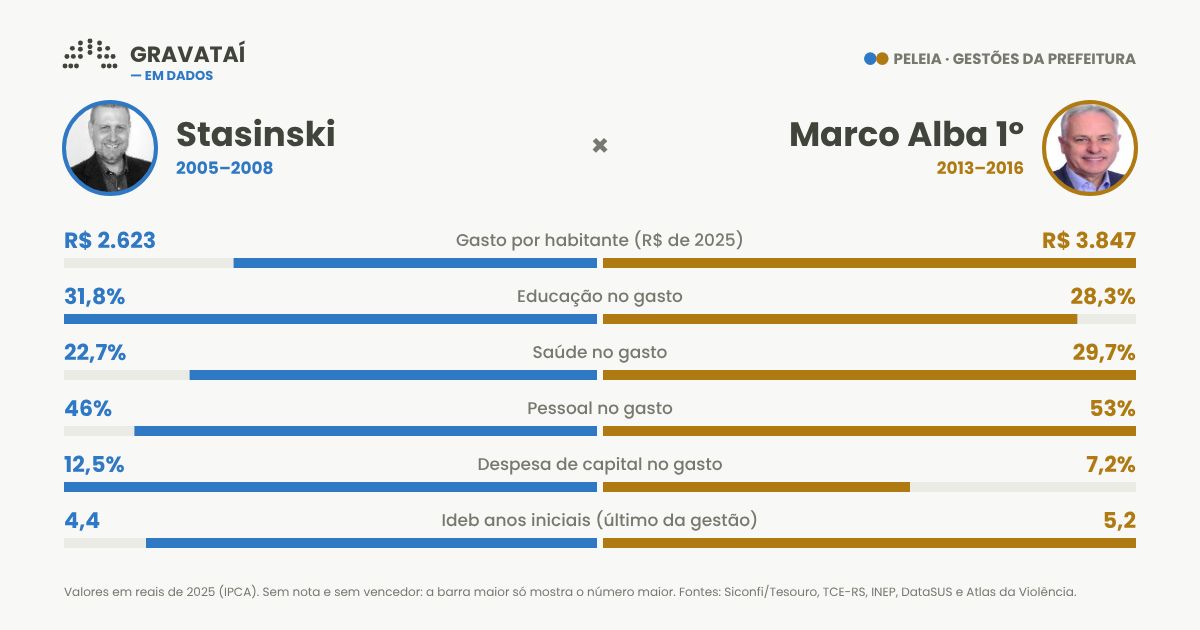 GRAVATAÍ
— EM DADOS
PELEIA · GESTÕES DA PREFEITURA
Stasinski
2005–2008
×
Marco Alba 1º
2013–2016
R$ 2.623 Gasto por habitante (R$ de 2025) R$ 3.847
31,8% Educação no gasto 28,3%
22,7% Saúde no gasto 29,7%
46% Pessoal no gasto 53%
12,5% Despesa de capital no gasto 7,2%
4,4 Ideb anos iniciais (último da gestão) 5,2
Valores em reais de 2025 (IPCA). Sem nota e sem vencedor: a barra maior só mostra o número maior. Fontes: Siconfi/Tesouro, TCE-RS, INEP, DataSUS e Atlas da Violência.